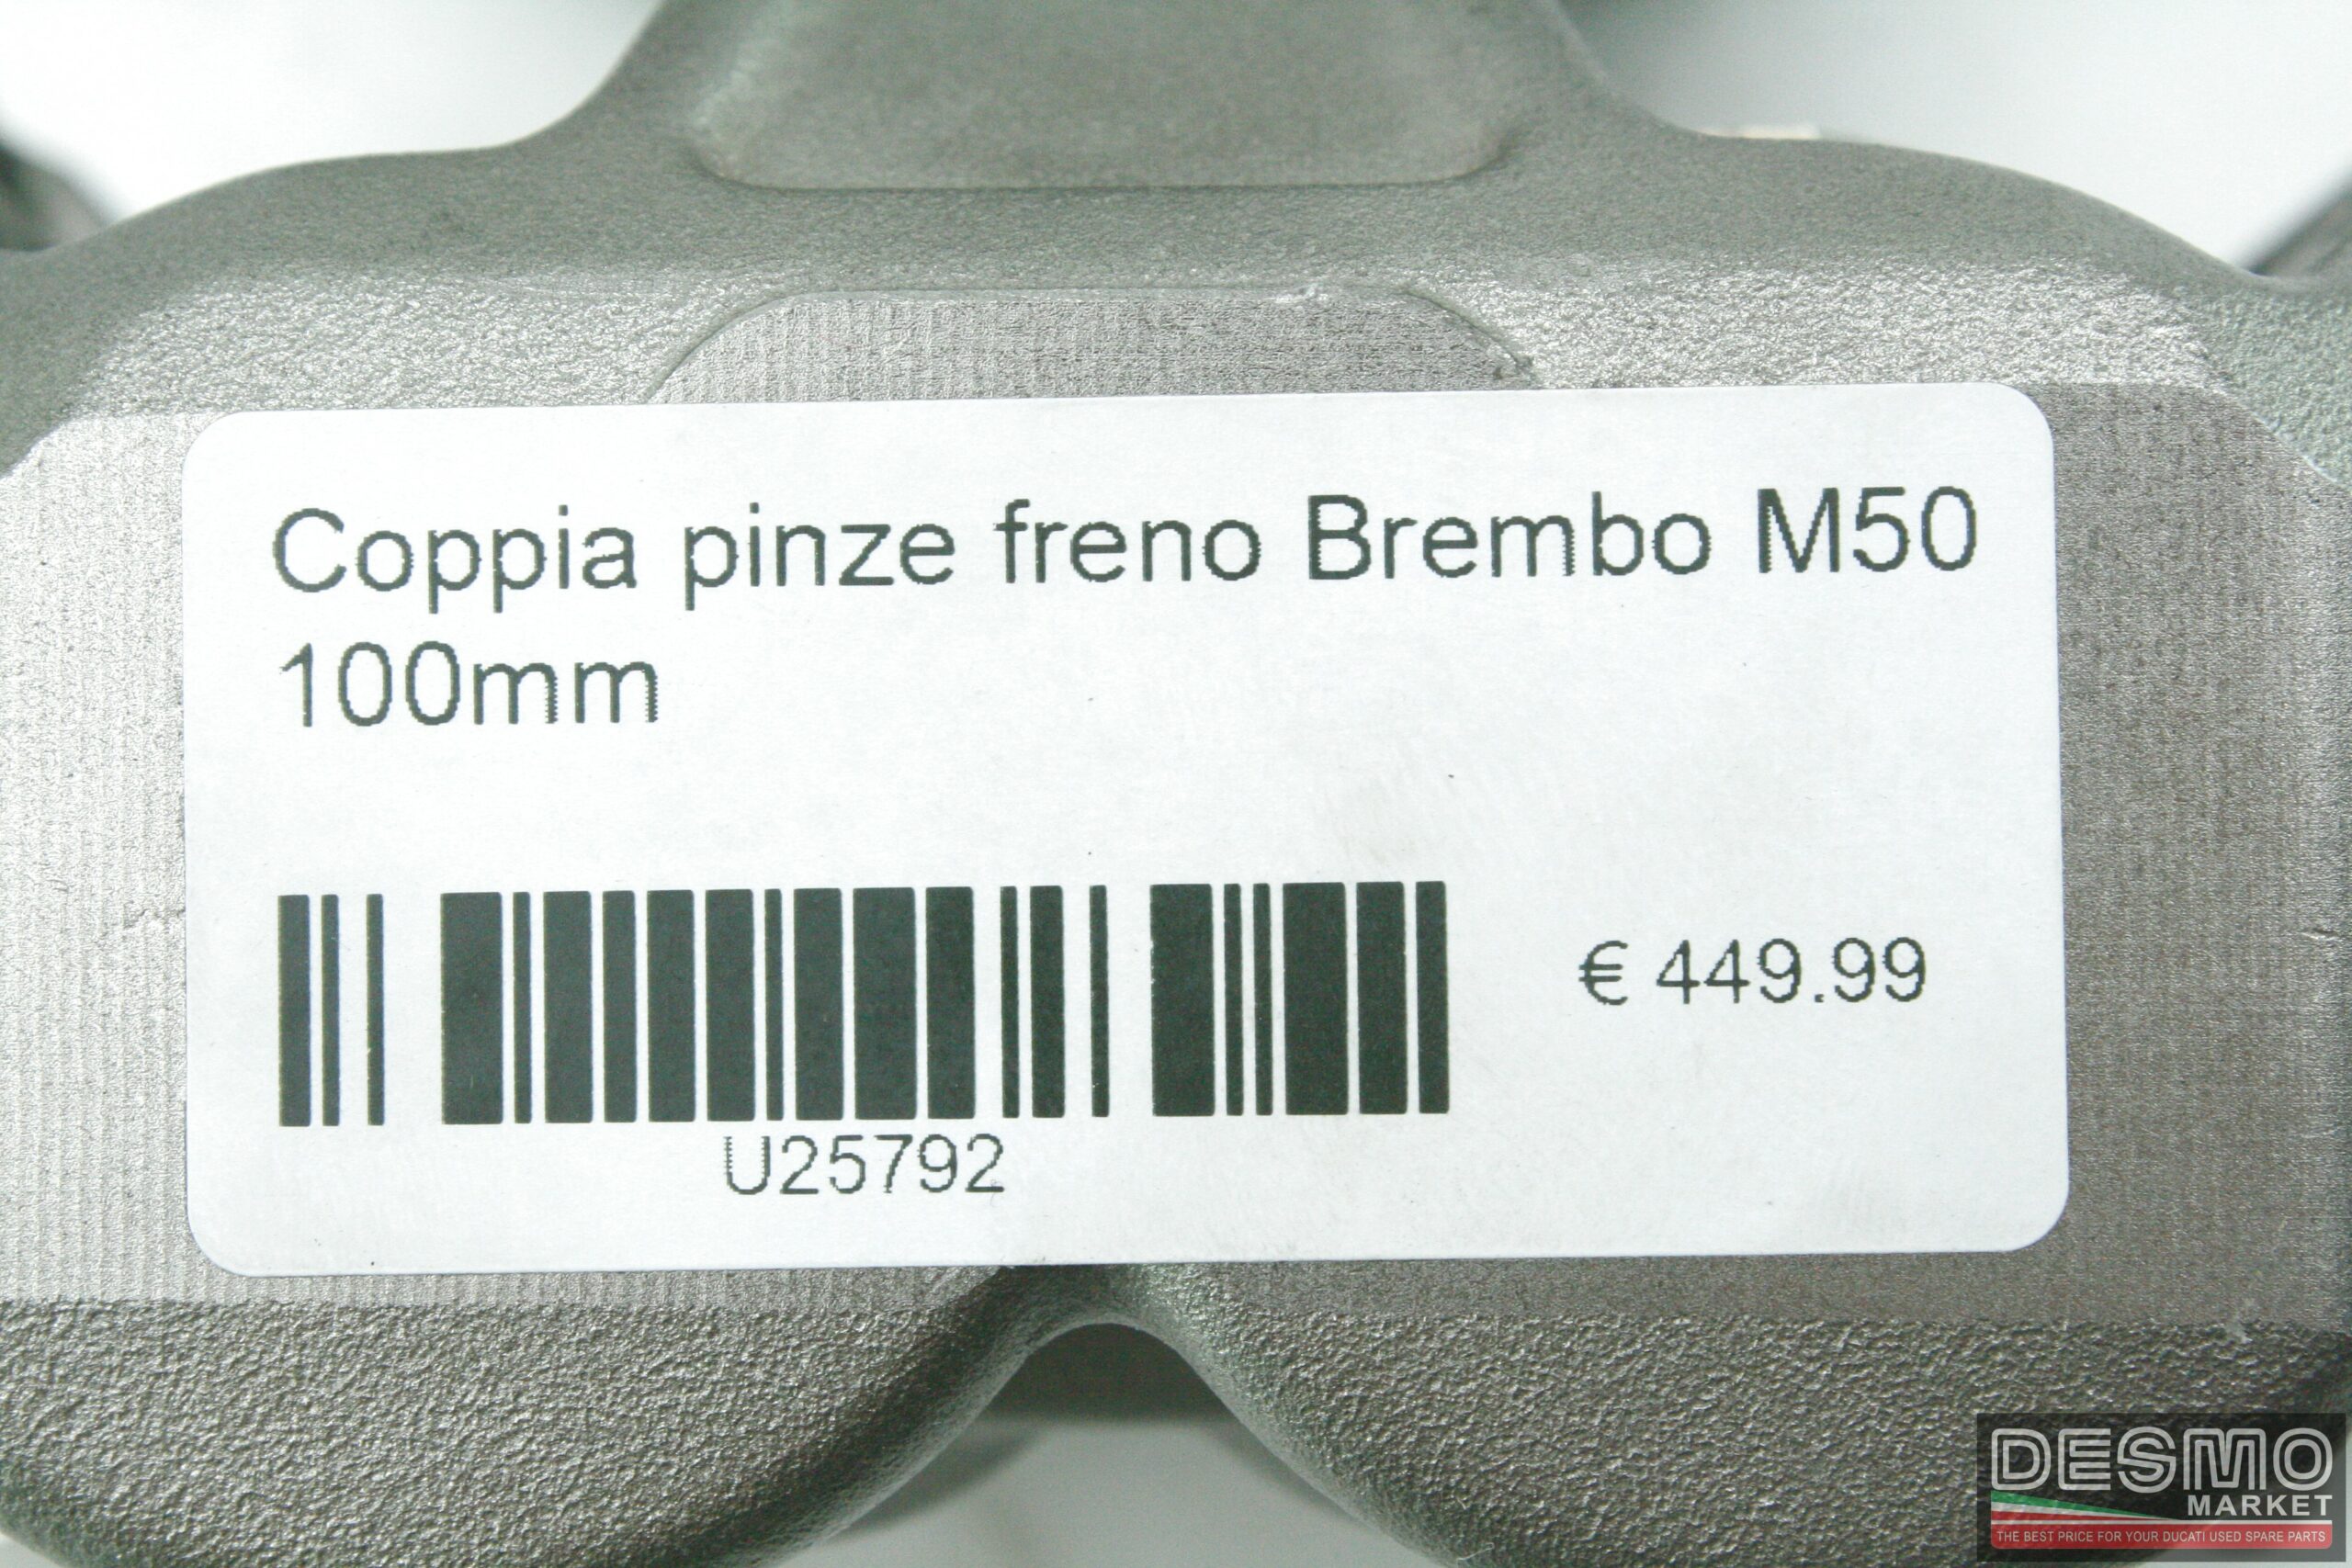 Coppia pinze freno Brembo M50
100mm
€ 449.99
U25792
DESMO
MARKET
THE BEST PRICE FOR YOUR DUCATI USED SPARE PARTS